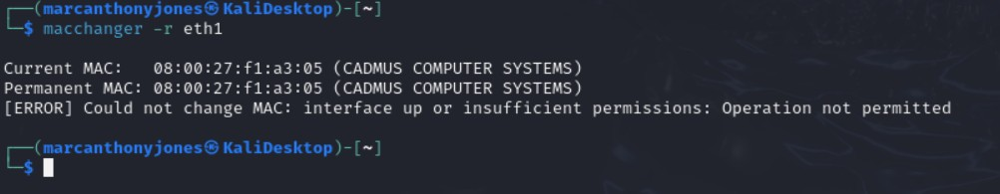 ┌──(marcanthonyjones㉿KaliDesktop)-[~]
└─$ macchanger -r eth1
Current MAC:   08:00:27:f1:a3:05 (CADMUS COMPUTER SYSTEMS)
Permanent MAC: 08:00:27:f1:a3:05 (CADMUS COMPUTER SYSTEMS)
[ERROR] Could not change MAC: interface up or insufficient permissions: Operation not permitted
┌──(marcanthonyjones㉿KaliDesktop)-[~]
└─$